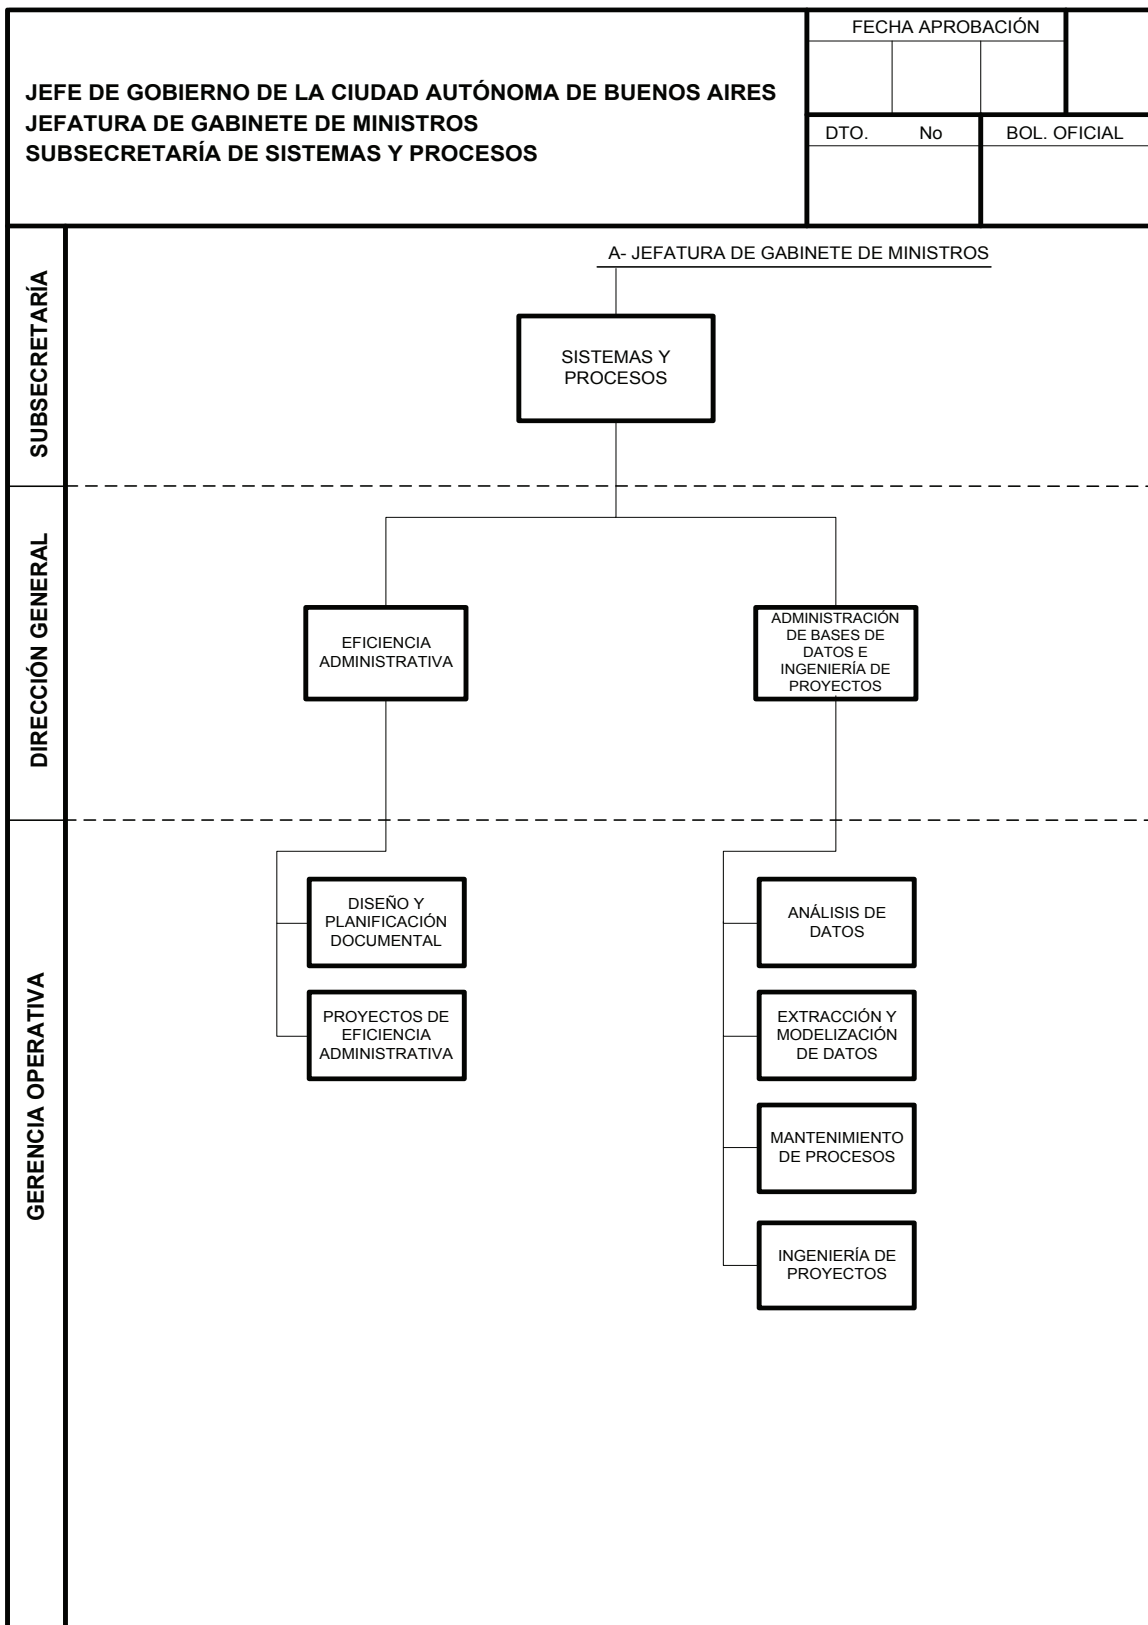 JEFE DE GOBIERNO DE LA CIUDAD AUTÓNOMA DE BUENOS AIRES
JEFATURA DE GABINETE DE MINISTROS
SUBSECRETARÍA DE SISTEMAS Y PROCESOS
FECHA APROBACIÓN
DTO. No
BOL. OFICIAL
SUBSECRETARÍA
A- JEFATURA DE GABINETE DE MINISTROS
SISTEMAS Y
PROCESOS
DIRECCIÓN GENERAL
EFICIENCIA
ADMINISTRATIVA
ADMINISTRACIÓN
DE BASES DE
DATOS E
INGENIERÍA DE
PROYECTOS
GERENCIA OPERATIVA
DISEÑO Y
PLANIFICACIÓN
DOCUMENTAL
PROYECTOS DE
EFICIENCIA
ADMINISTRATIVA
ANÁLISIS DE
DATOS
EXTRACCIÓN Y
MODELIZACIÓN
DE DATOS
MANTENIMIENTO
DE PROCESOS
INGENIERÍA DE
PROYECTOS